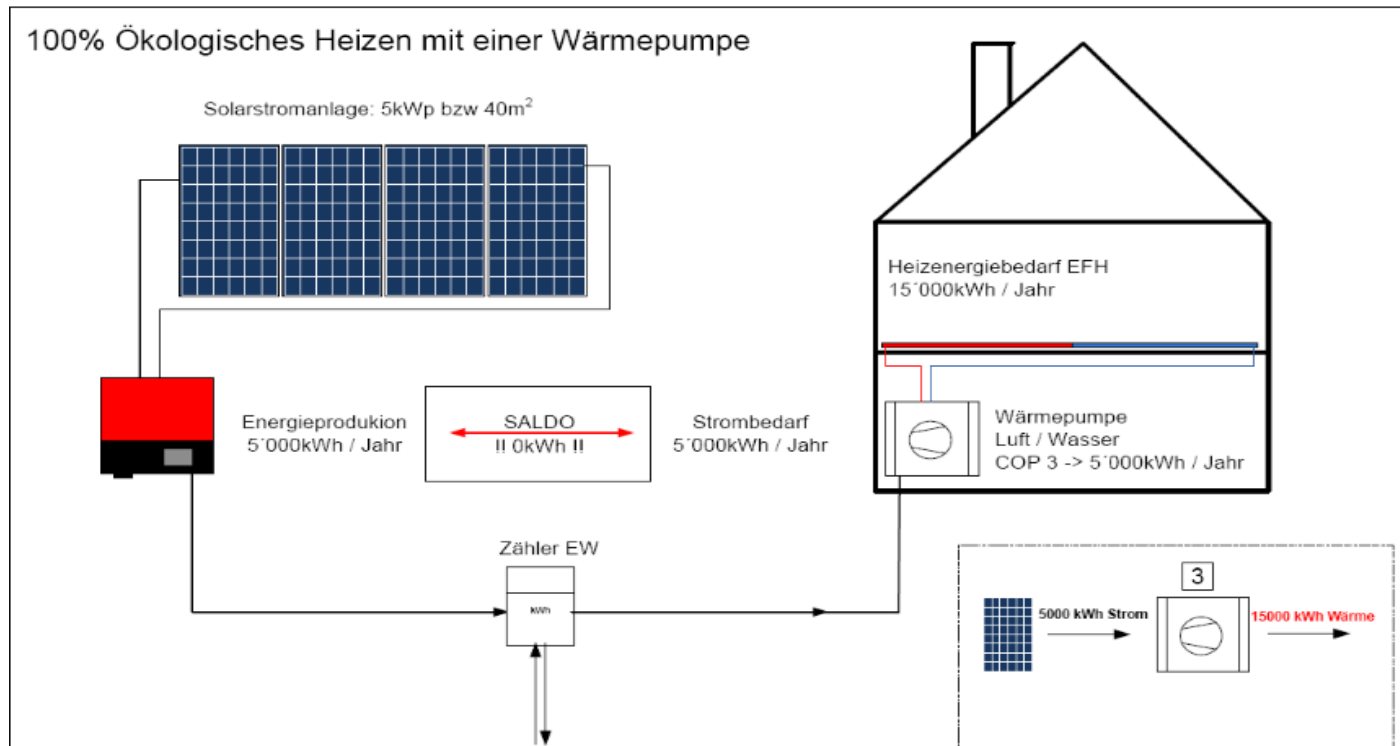 100% Ökologisches Heizen mit einer Wärmepumpe
Solarstromanlage: 5kWp bzw 40m²
Heizenergiebedarf EFH
15´000kWh / Jahr
Energieprodukion
5´000kWh / Jahr
SALDO
!! 0kWh !!
Strombedarf
5´000kWh / Jahr
Wärmepumpe
Luft / Wasser
COP 3 -> 5´000kWh / Jahr
Zähler EW
kWh
3
5000 kWh Strom
15000 kWh Wärme